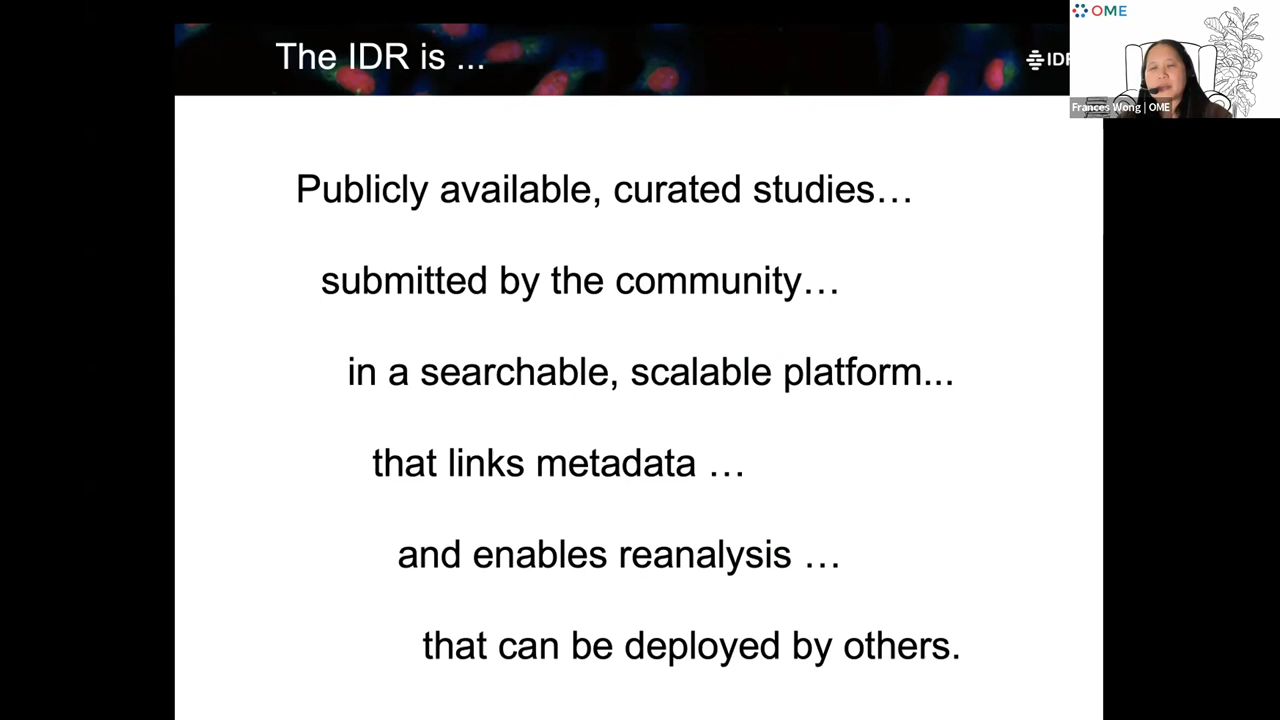 The IDR is ...
IDR
OME
Frances Wong | OME
Publicly available, curated studies…
submitted by the community…
in a searchable, scalable platform...
that links metadata …
and enables reanalysis …
that can be deployed by others.